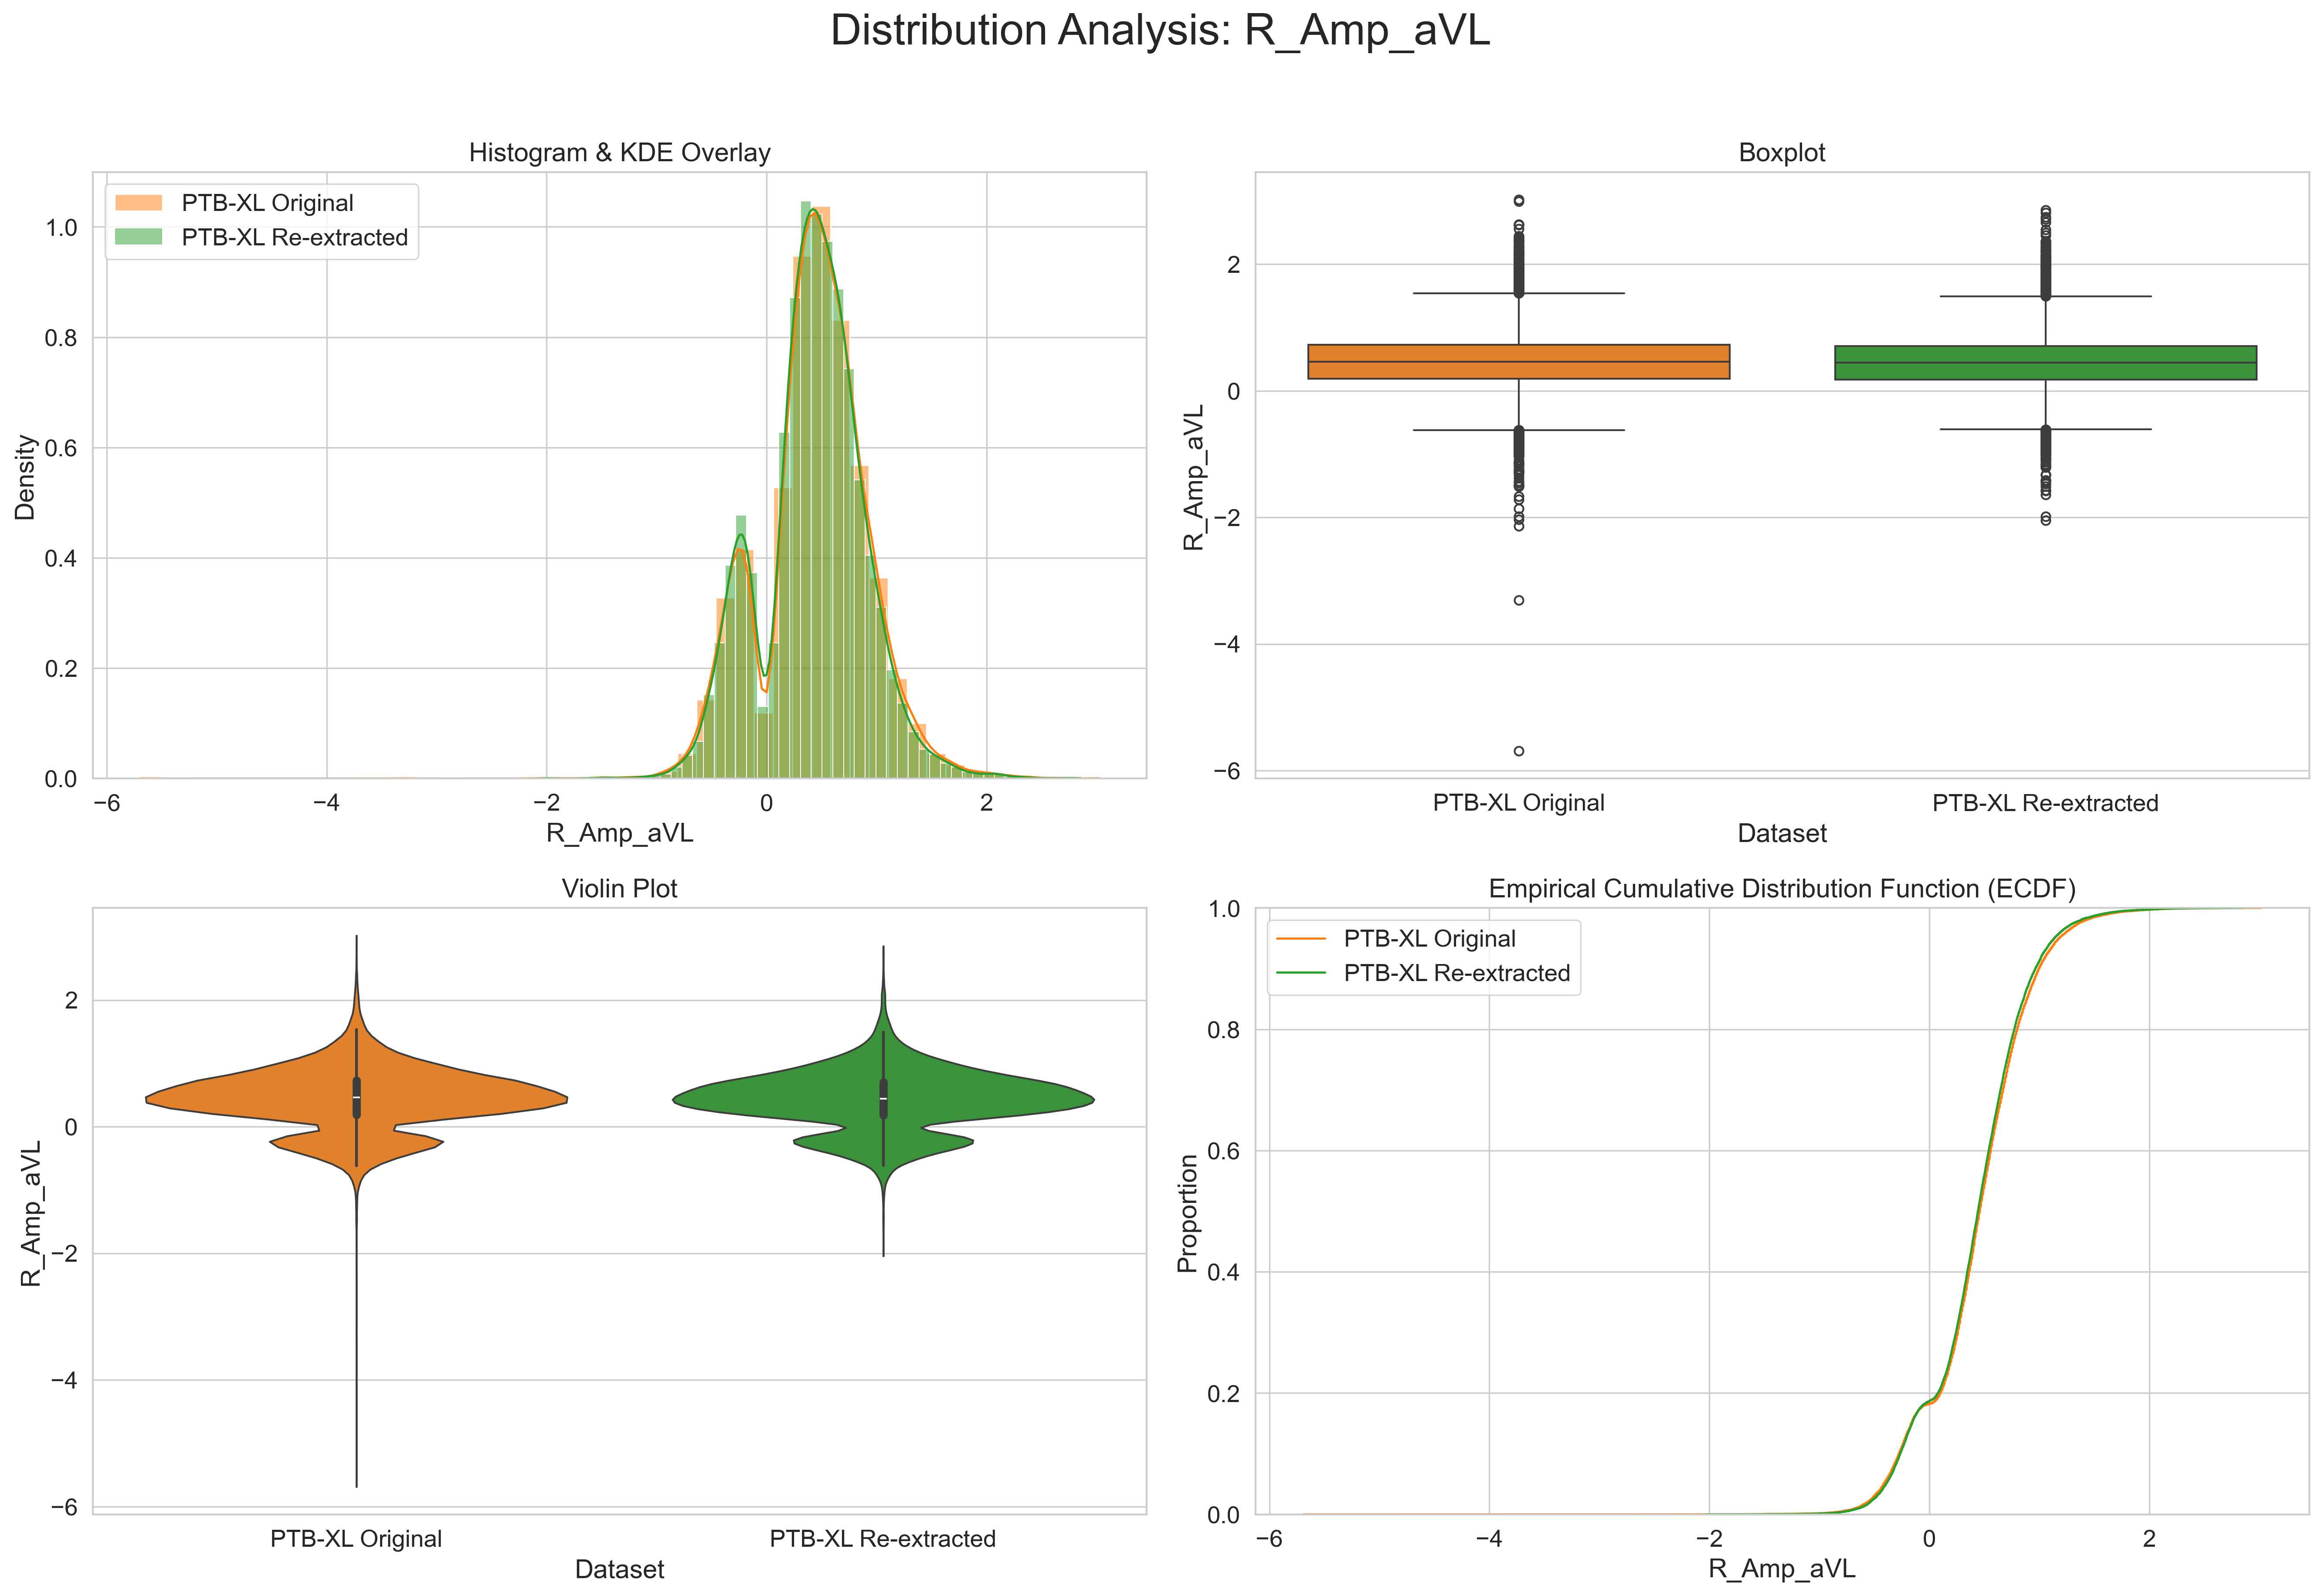 Distribution Analysis: R_Amp_aVL
Histogram & KDE Overlay
PTB-XL Original
PTB-XL Re-extracted
1.0
0.8
0.6
0.4
0.2
0.0
Density
−6
−4
−2
0
2
R_Amp_aVL
Boxplot
2
0
−2
−4
−6
R_Amp_aVL
PTB-XL Original
PTB-XL Re-extracted
Dataset
Violin Plot
2
0
−2
−4
−6
R_Amp_aVL
PTB-XL Original
PTB-XL Re-extracted
Dataset
Empirical Cumulative Distribution Function (ECDF)
PTB-XL Original
PTB-XL Re-extracted
1.0
0.8
0.6
0.4
0.2
0.0
Proportion
−6
−4
−2
0
2
R_Amp_aVL